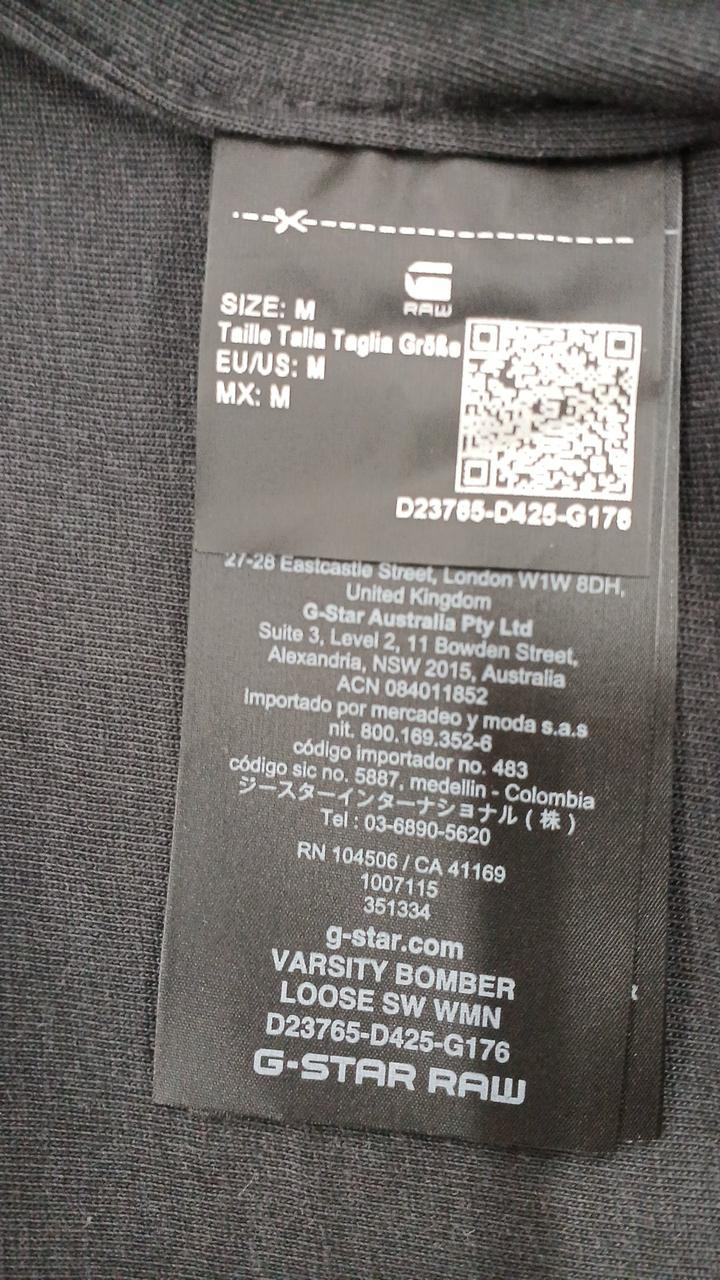 RAW
SIZE: M
Taille Talla Taglia Größe
EU/US: M
MX: M
D23765-D425-G176
27-28 Eastcastle Street, London W1W 8DH,
United Kingdom
G-Star Australia Pty Ltd
Suite 3, Level 2, 11 Bowden Street,
Alexandria, NSW 2015, Australia
ACN 084011852
Importado por mercadeo y moda s.a.s
nit. 800.169.352-6
código importador no. 483
código sic no. 5887, medellin - Colombia
ジースターインターナショナル ( 株 )
Tel : 03-6890-5620
RN 104506 / CA 41169
1007115
351334
g-star.com
VARSITY BOMBER
LOOSE SW WMN
D23765-D425-G176
G-STAR RAW